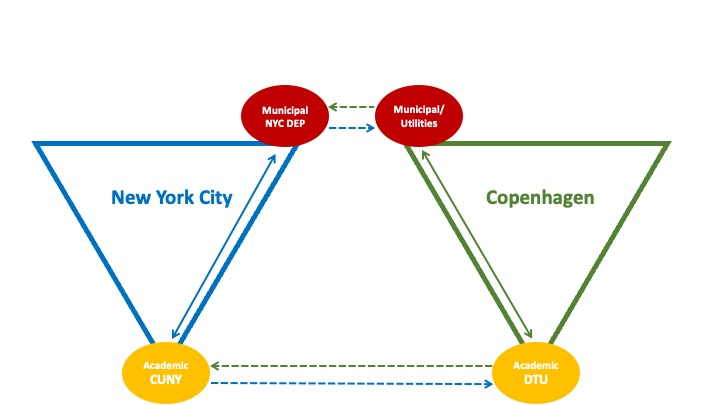 Municipal
NYC DEP
Municipal/
Utilities
New York City
Copenhagen
Academic
CUNY
Academic
DTU